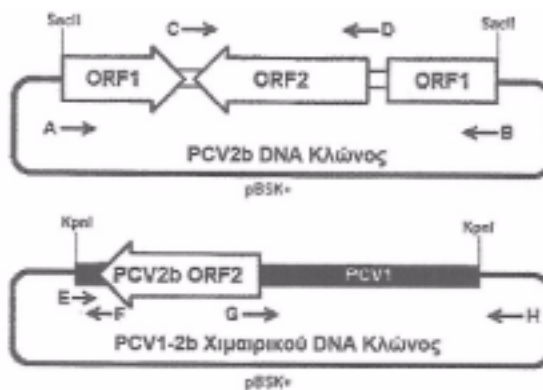 SacII SacII
C D
ORF1 ORF2 ORF1
A B
PCV2b DNA Κλώνος
pBSK+
KpnI KpnI
PCV2b ORF2 PCV1
E F G H
PCV1-2b Χιμαιρικού DNA Κλώνος
pBSK+